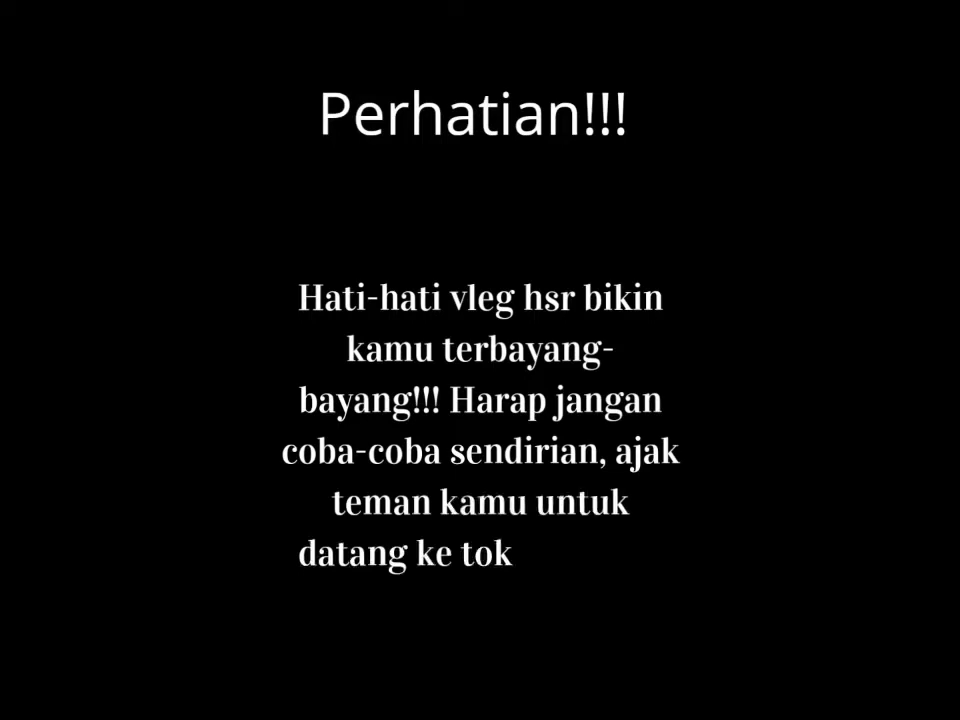 Perhatian!!!
Hati-hati vleg hsr bikin
kamu terbayang-
bayang!!! Harap jangan
coba-coba sendirian, ajak
teman kamu untuk
datang ke tok